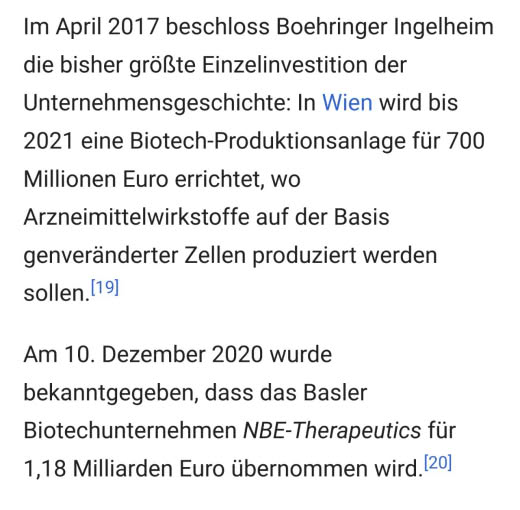 Im April 2017 beschloss Boehringer Ingelheim
die bisher größte Einzelinvestition der
Unternehmensgeschichte: In Wien wird bis
2021 eine Biotech-Produktionsanlage für 700
Millionen Euro errichtet, wo
Arzneimittelwirkstoffe auf der Basis
genveränderter Zellen produziert werden
sollen.[19]
Am 10. Dezember 2020 wurde
bekanntgegeben, dass das Basler
Biotechunternehmen NBE-Therapeutics für
1,18 Milliarden Euro übernommen wird.[20]